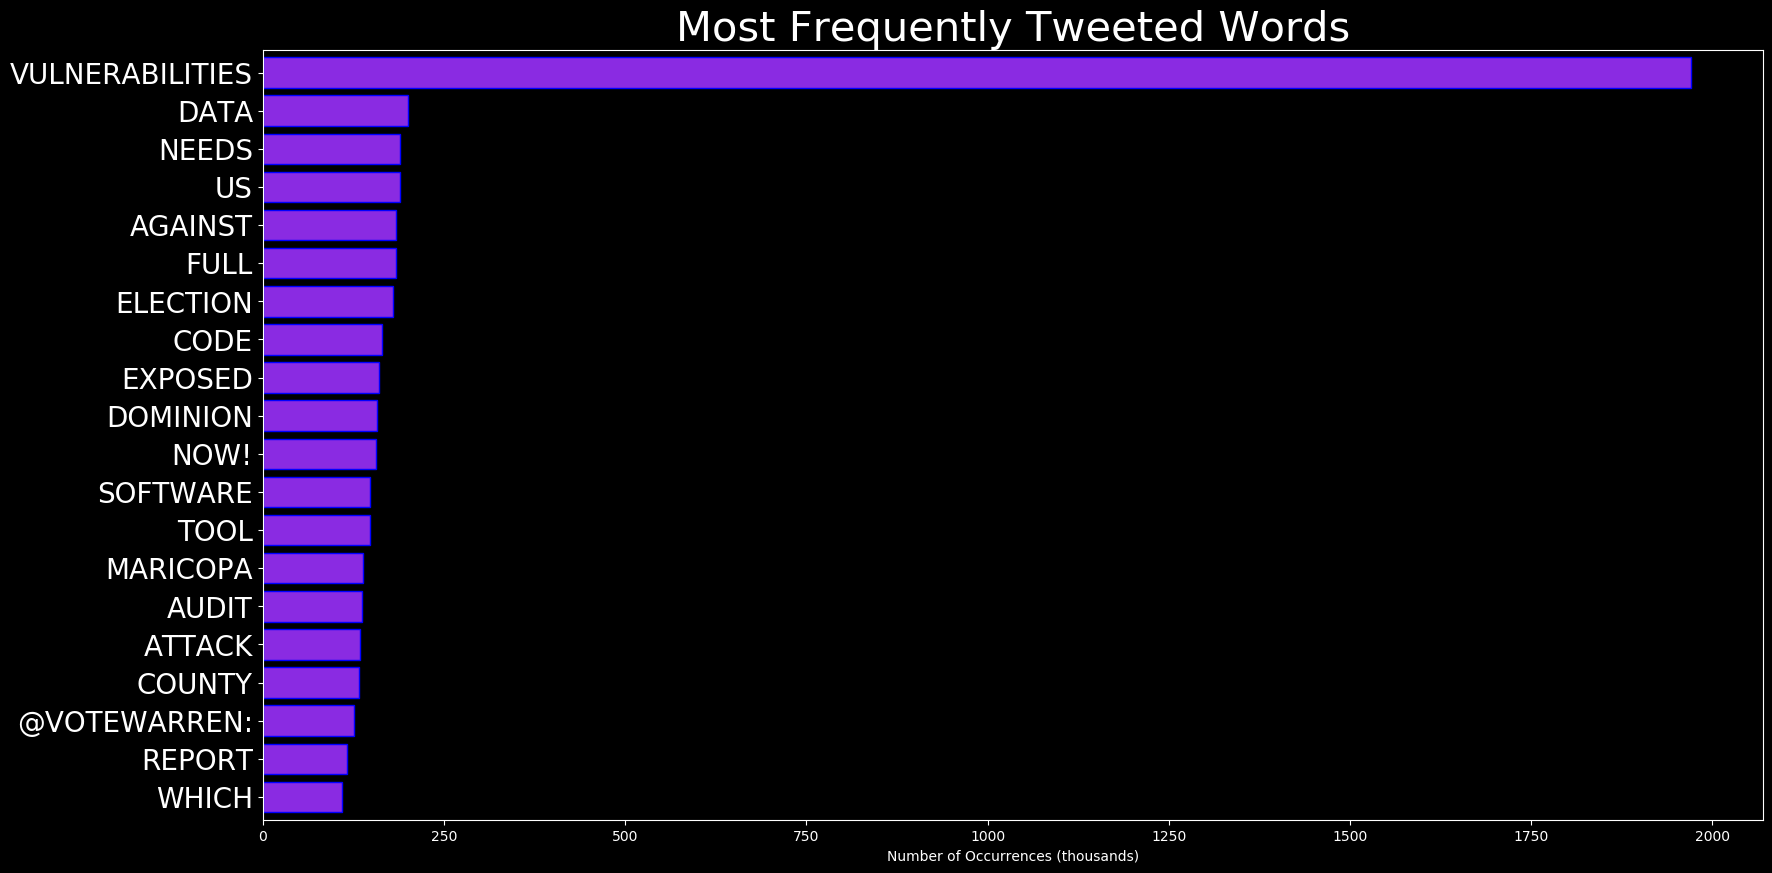 Most Frequently Tweeted Words
VULNERABILITIES
DATA
NEEDS
US
AGAINST
FULL
ELECTION
CODE
EXPOSED
DOMINION
NOW!
SOFTWARE
TOOL
MARICOPA
AUDIT
ATTACK
COUNTY
@VOTEWARREN:
REPORT
WHICH
0 250 500 750 1000 1250 1500 1750 2000
Number of Occurrences (thousands)